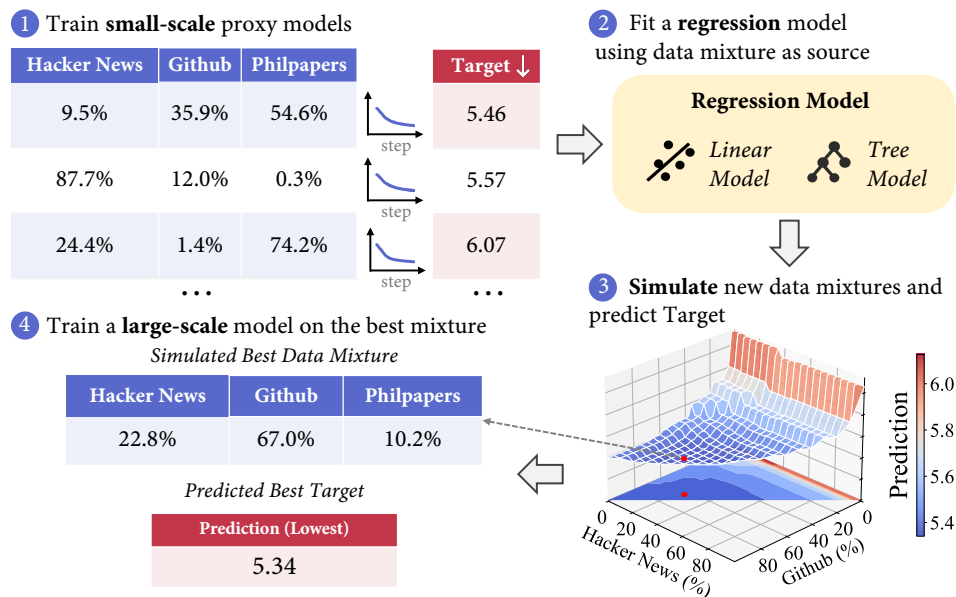 1 Train small-scale proxy models
Hacker News Github Philpapers Target ↓
9.5% 35.9% 54.6% step 5.46
87.7% 12.0% 0.3% step 5.57
24.4% 1.4% 74.2% step 6.07
... ...
2 Fit a regression model
using data mixture as source
Regression Model
Linear
Model
Tree
Model
3 Simulate new data mixtures and
predict Target
Prediction
6.0
5.8
5.6
5.4
0 20 40 60 80
Hacker News (%)
80 60 40 20 0
Github (%)
4 Train a large-scale model on the best mixture
Simulated Best Data Mixture
Hacker News Github Philpapers
22.8% 67.0% 10.2%
Predicted Best Target
Prediction (Lowest)
5.34